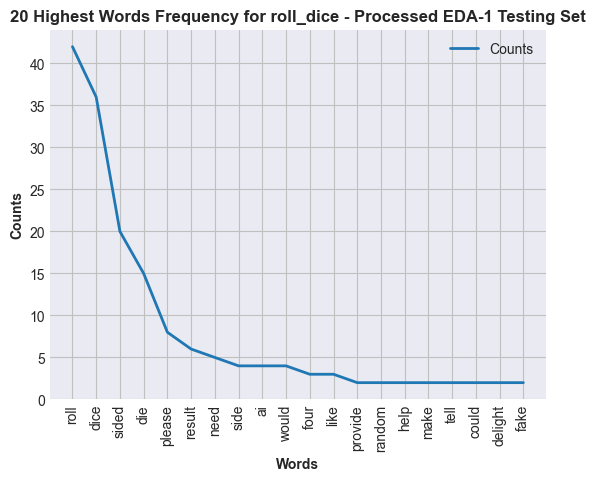 20 Highest Words Frequency for roll_dice - Processed EDA-1 Testing Set
Counts
40
35
30
25
20
15
10
5
0
Counts
roll
dice
sided
die
please
result
need
side
ai
would
four
like
provide
random
help
make
tell
could
delight
fake
Words